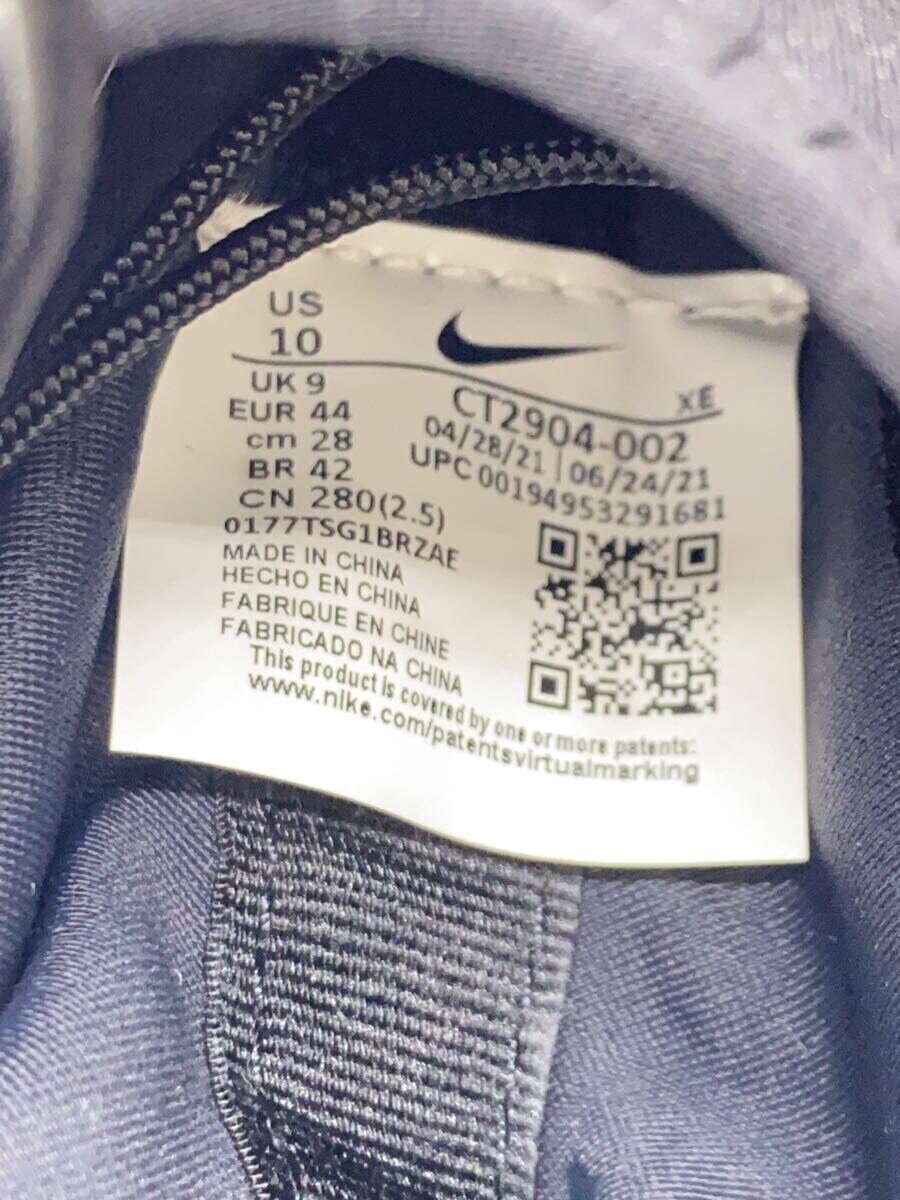 US
10
UK 9
EUR 44
cm 28
BR 42
CN 280(2.5)
0177TSG1BRZAE
MADE IN CHINA
HECHO EN CHINA
FABRIQUE EN CHINE
FABRICADO NA CHINA
XE
CT2904-002
04/28/21 | 06/24/21
UPC 00194953291681
This product is covered by one or more patents:
www.nike.com/patentsvirtualmarking